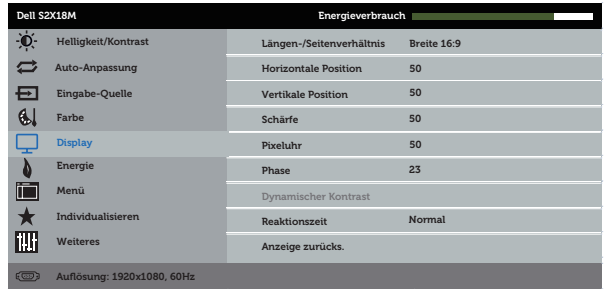 Dell S2X18M Energieverbrauch
Helligkeit/Kontrast
Auto-Anpassung
Eingabe-Quelle
Farbe
Display
Energie
Menü
Individualisieren
Weiteres
Längen-/Seitenverhältnis Breite 16:9
Horizontale Position 50
Vertikale Position 50
Schärfe 50
Pixeluhr 50
Phase 23
Dynamischer Kontrast
Reaktionszeit Normal
Anzeige zurücks.
Auflösung: 1920x1080, 60Hz